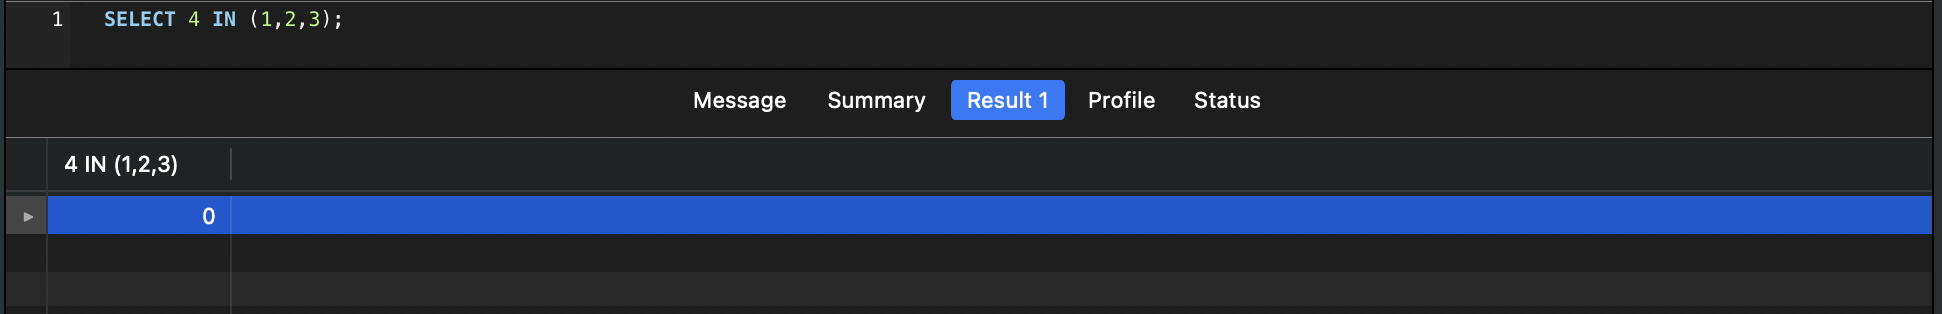 1 SELECT 4 IN (1,2,3);
Message Summary Result 1 Profile Status
4 IN (1,2,3)
0